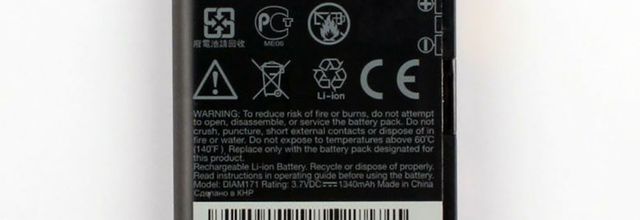 廢電池請回收
ME06
Li-ion
CE
WARNING: To reduce risk of fire or burns, do not attempt
to open, disassemble, or service the battery pack. Do not
crush, puncture, short external contacts or dispose of in
fire or water. Do not expose to temperatures above 60°C
(140°F). Replace only with the battery pack designated for
this product.
Rechargeable Li-ion Battery. Recycle or dispose of properly.
Read instructions in operating guide before using the battery.
Model: DIAM171 Rating: 3.7VDC 1340mAh Made in China
Сделано в КНР